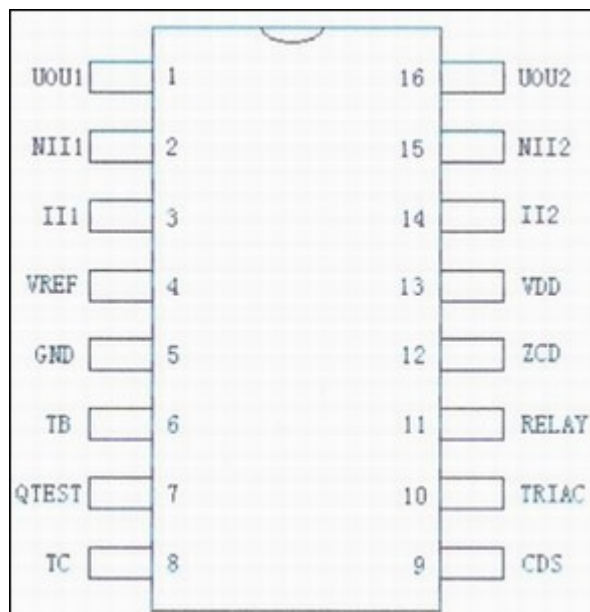 UOU1 1 16 UOU2
NII1 2 15 NII2
II1 3 14 II2
VREF 4 13 VDD
GND 5 12 ZCD
TB 6 11 RELAY
QTEST 7 10 TRIAC
TC 8 9 CDS